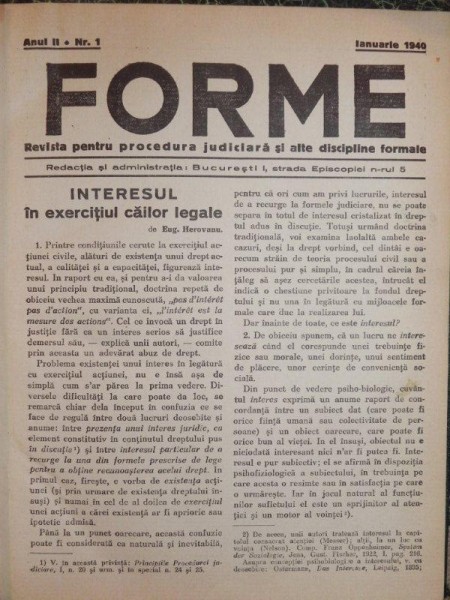 Anul II • Nr. 1
Ianuarie 1940
FORME
Revista pentru procedura judiciară și alte discipline formale
Redacția și administrația: București I, strada Episcopiei n-rul 5
INTERESUL
în exercițiul căilor legale
de Eug. Herovanu.
1. Printre condițiunile cerute la exercițiul ac-
țiunei civile, alături de existența unui drept ac-
tual, a calității și a capacității, figurează inte-
resul. În raport cu ea, și pentru a-i da valoarea
unui principiu tradițional, doctrina repetă de
obiceiu vechea maximă cunoscută, „pas d'intérêt
pas d'action", cu varianta ei, „l'intérêt est la
mesure des actions". Cel ce invocă un drept în
justiție fără ca un interes serios să justifice
demersul său, — explică unii autori, — comite
prin aceasta un adevărat abuz de drept.
Problema existenței unui interes în legătură
cu exercițiul acțiunei, nu e însă așa de
simplă cum s'ar părea la prima vedere. Di-
versele dificultăți la care poate da loc, se
remarcă chiar dela început în confuzia ce se
face de regulă între două lucruri deosebite și
anume: între prezența unui interes juridic, ca
element constitutiv în conținutul dreptului pus
în discuție¹) și între interesul particular de a
recurge la una din formele prescrise de lege
pentru a obține recunoașterea acelui drept. În
primul caz, firește, e vorba de existența acți-
unei (și prin urmare de existența dreptului în-
suși) și numai în cel de al doilea de exercițiul
unei acțiuni a cărei existență ar fi aprioric sau
ipotetic admisă.
Până la un punct oarecare, această confuzie
poate fi considerată ca naturală și inevitabilă,
1) V. în această privință: Principiile Procedurei ju-
diciare, I, n. 20 și urm. și în special n. 24 și 25.
pentru că ori cum am privi lucrurile, interesul
de a recurge la formele judiciare, nu se poate
separa în totul de interesul cristalizat în drep-
tul adus în discuție. Totuși urmând doctrina
tradițională, voi examina laolaltă ambele ca-
zuri, deși la drept vorbind, cel dintâi e oa-
recum străin de teoria procesului civil sau a
procesului pur și simplu, în cadrul căreia în-
țeleg să așez cercetările acestea, întrucât el
indică o chestiune privitoare la fondul drep-
tului și nu una în legătură cu mijloacele for-
male care duc la realizarea lui.
Dar înainte de toate, ce este interesul?
2. De obiceiu spunem, că un lucru ne inte-
resează când el corespunde unei trebuințe fi-
zice sau morale, unei dorințe, unui sentiment
de plăcere, unor cerințe de conveniență so-
cială.
Din punct de vedere psiho-biologic, cuvân-
tul interes exprimă un anume raport de con-
cordanță între un subiect dat (care poate fi
orice ființă umană sau colectivitate de per-
soane) și un obiect oarecare, care poate fi
orice bun al vieței. În el însuși, obiectul nu e
niciodată interesant nici n'ar fi putea fi. Intere-
sul e pur subiectiv; el se afirmă în dispoziția
psihofiziologică a subiectului, în trebuința pe
care acesta o resimte sau în satisfacția pe care
o urmărește. Iar în jocul natural al funcțiu-
nilor sufletului el este un sprijinitor al aten-
ției și un motor al voinței²).